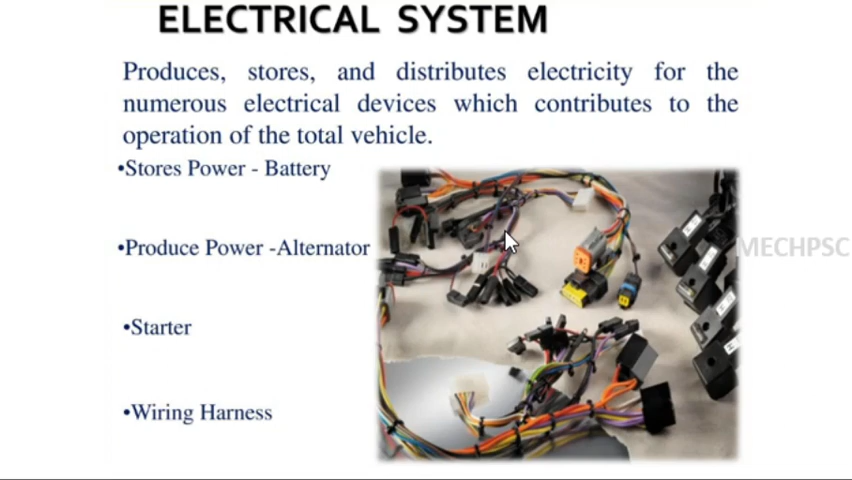 ELECTRICAL SYSTEM
Produces, stores, and distributes electricity for the
numerous electrical devices which contributes to the
operation of the total vehicle.
•Stores Power - Battery
•Produce Power -Alternator
MECHPSC
•Starter
•Wiring Harness